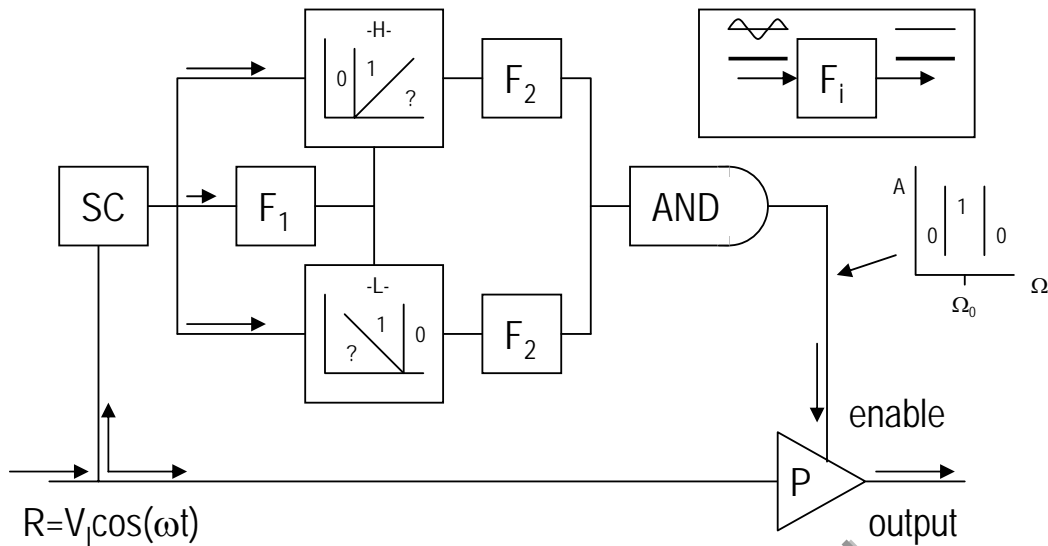 -H-
0 1
?
F₂
Fᵢ
SC
F₁
AND
A
1
0 0
Ω₀
Ω
-L-
1
? 0
F₂
enable
P
R=Vᵢcos(ωt)
output